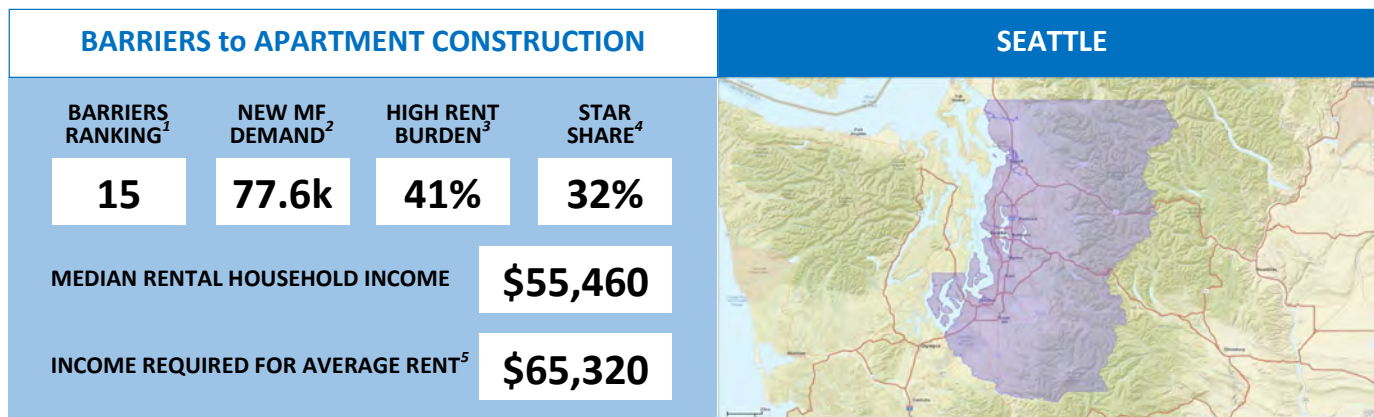 BARRIERS to APARTMENT CONSTRUCTION
SEATTLE
BARRIERS
RANKING1
NEW MF
DEMAND2
HIGH RENT
BURDEN3
STAR
SHARE4
15
77.6k
41%
32%
MEDIAN RENTAL HOUSEHOLD INCOME
$55,460
INCOME REQUIRED FOR AVERAGE RENT5
$65,320
Olympia